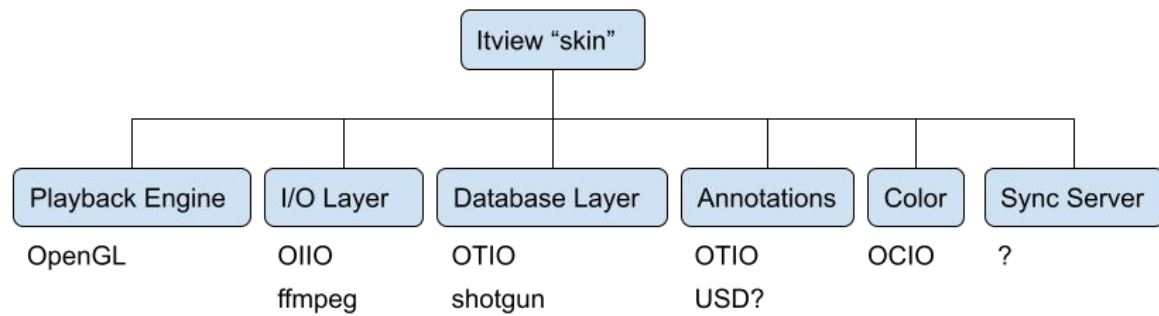 Itview “skin”
Playback Engine
I/O Layer
Database Layer
Annotations
Color
Sync Server
OpenGL
OIIO
OTIO
OTIO
OCIO
?
ffmpeg
shotgun
USD?